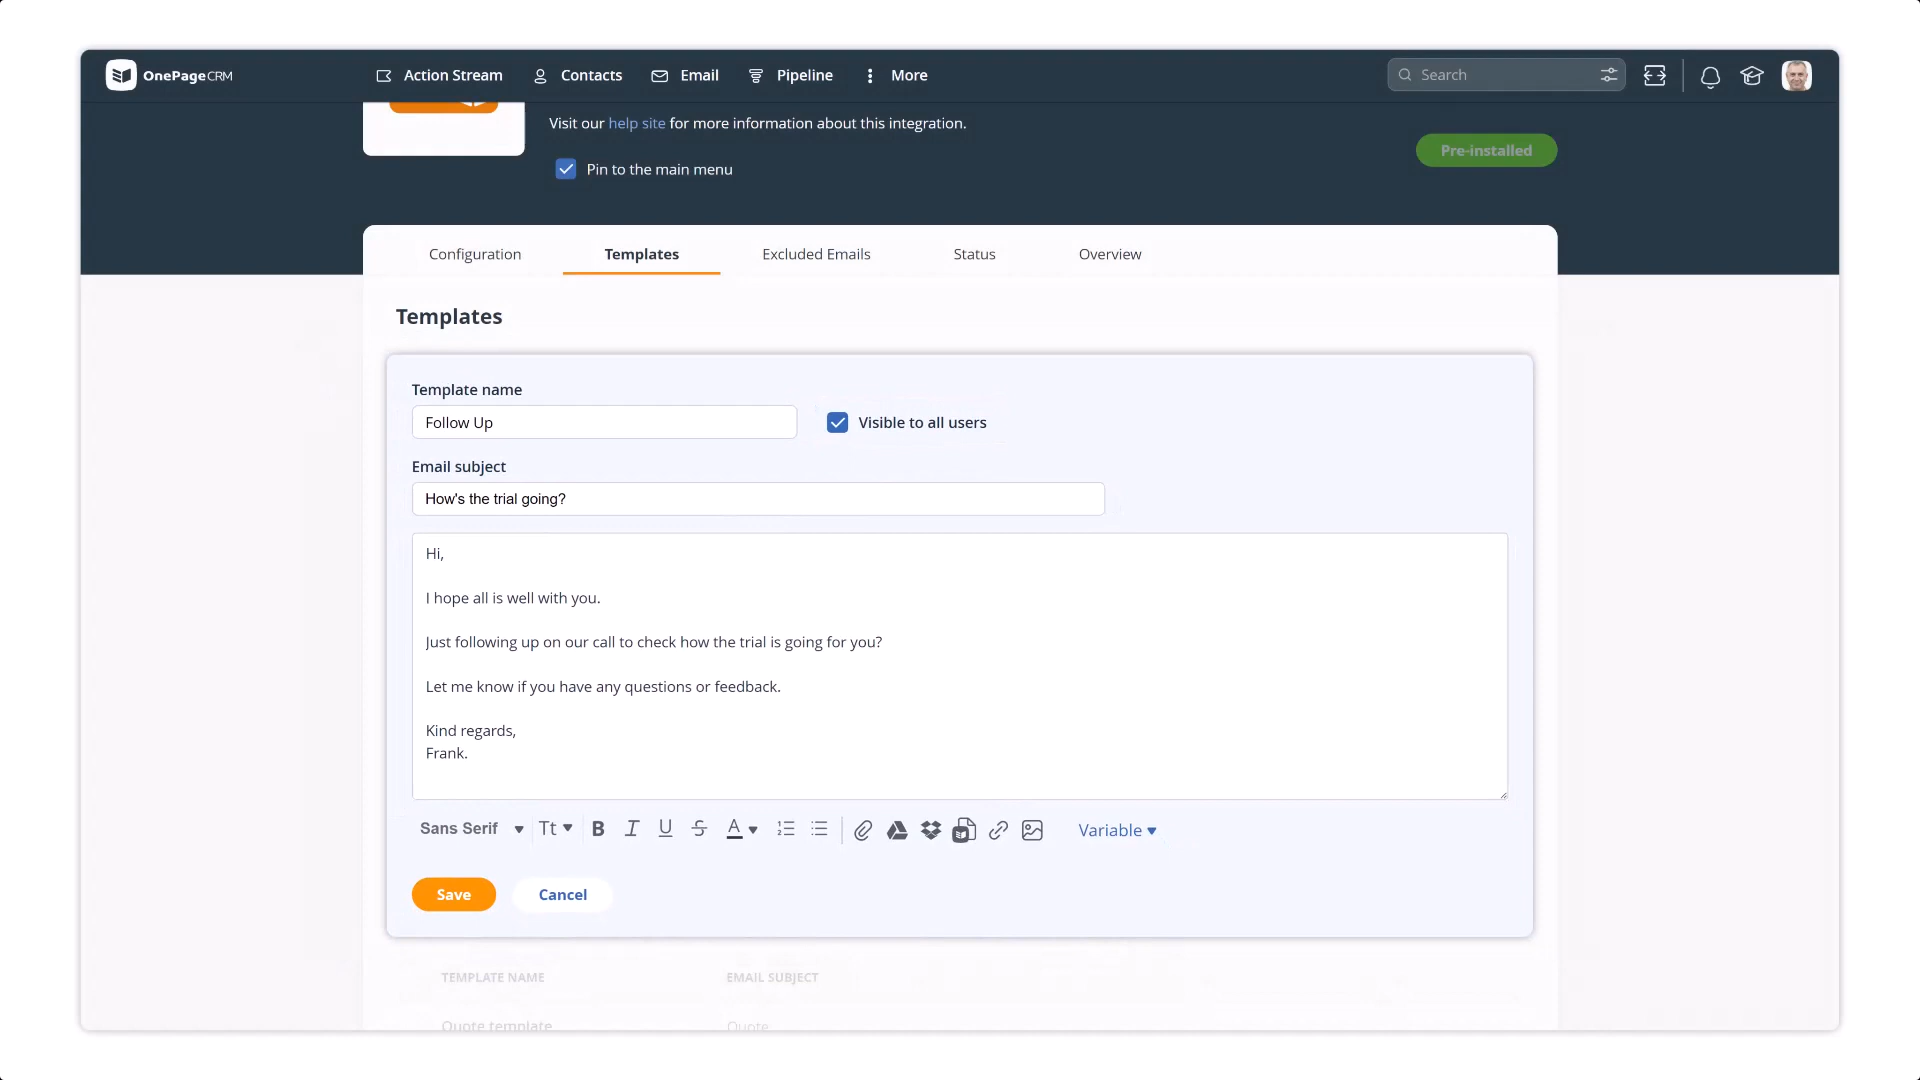 OnePageCRM
Action Stream
Contacts
Email
Pipeline
More
Search
Visit our help site for more information about this integration.
Pre-installed
Pin to the main menu
Configuration
Templates
Excluded Emails
Status
Overview
Templates
Template name
Follow Up
Visible to all users
Email subject
How's the trial going?
Hi,
I hope all is well with you.
Just following up on our call to check how the trial is going for you?
Let me know if you have any questions or feedback.
Kind regards,
Frank.
Sans Serif
Tt
B
I
U
S
A
Variable
Save
Cancel
TEMPLATE NAME
EMAIL SUBJECT
Quote template
Quote